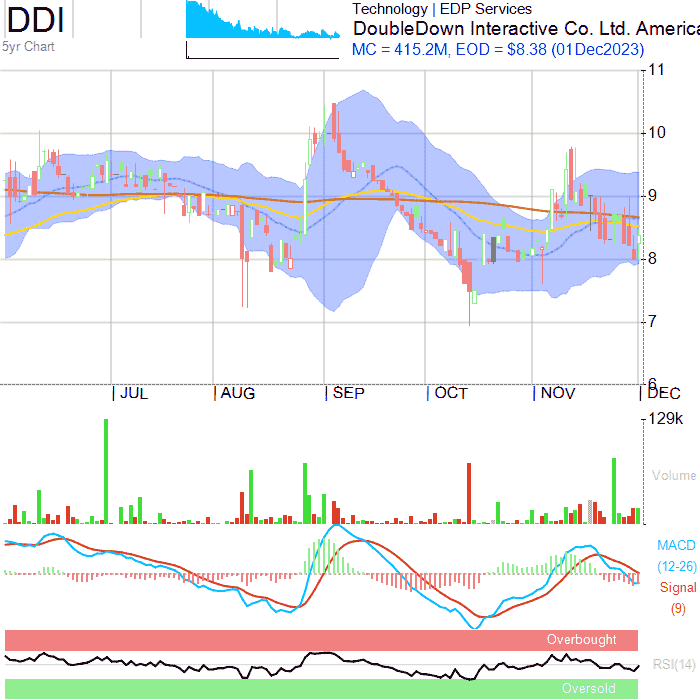 DDI
5yr Chart
Technology | EDP Services
DoubleDown Interactive Co. Ltd. America
MC = 415.2M, EOD = $8.38 (01Dec2023)
11
10
9
8
7
6
JUL AUG SEP OCT NOV DEC
129k
Volume
MACD
(12-26)
Signal
(9)
Overbought
RSI(14)
Oversold